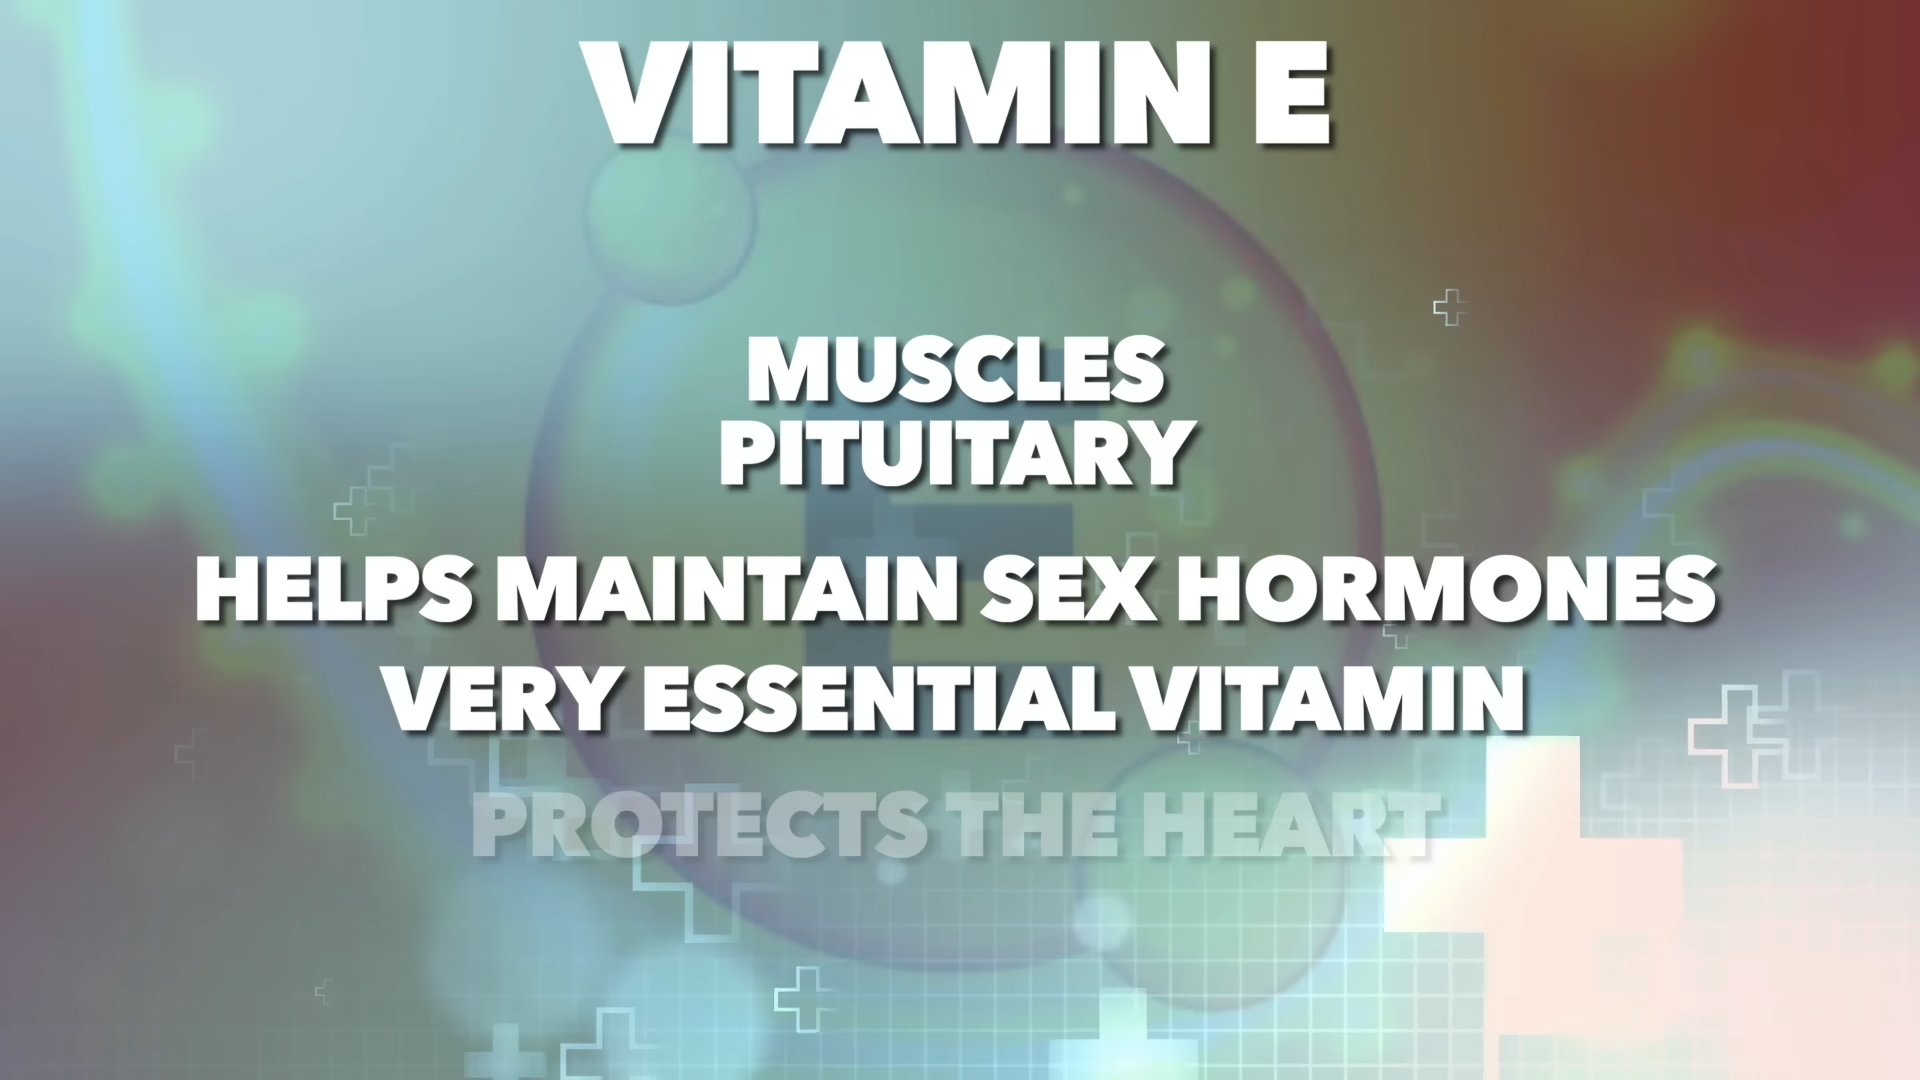 VITAMIN E
MUSCLES
PITUITARY
HELPS MAINTAIN SEX HORMONES
VERY ESSENTIAL VITAMIN
PROTECTS THE HEART